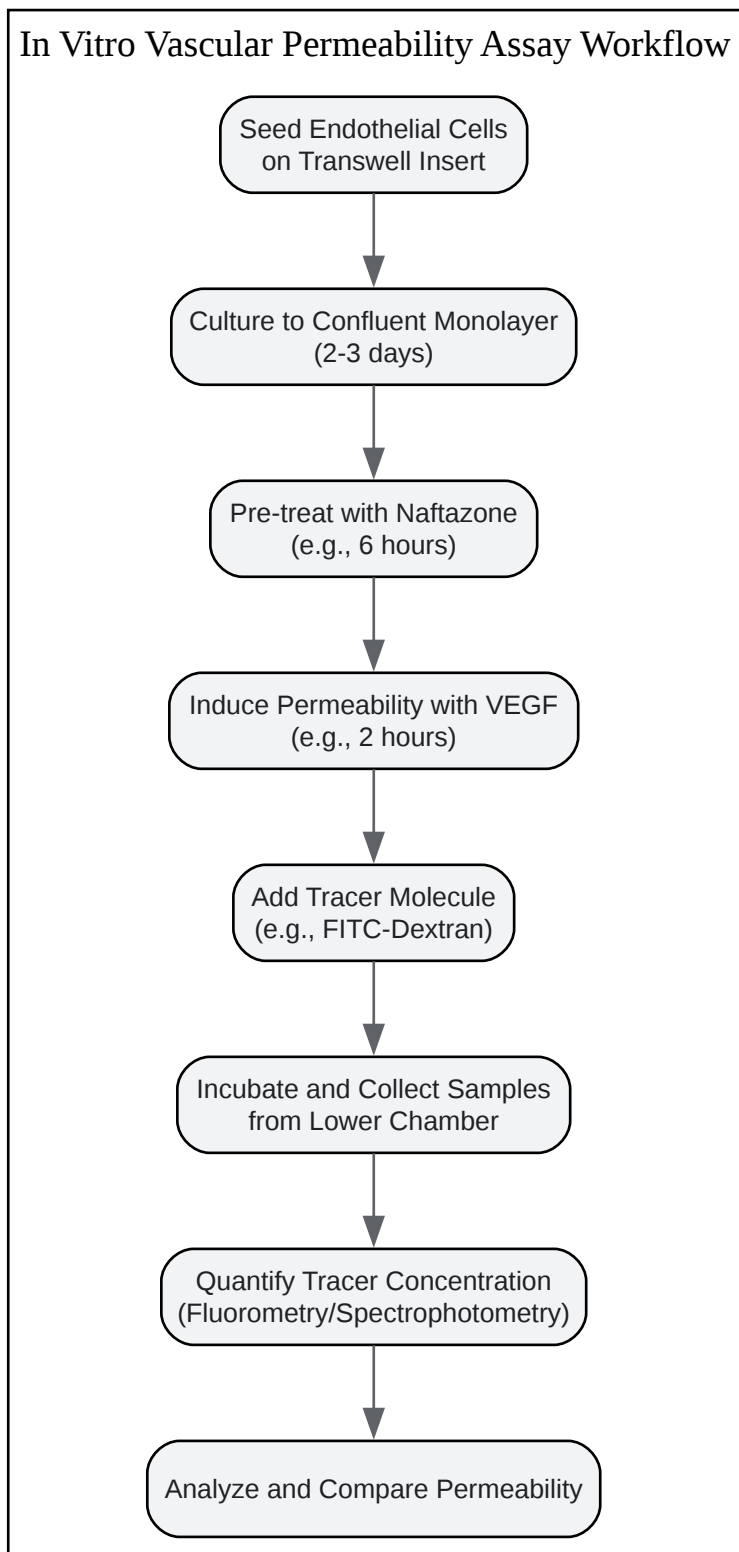 In Vitro Vascular Permeability Assay Workflow
Seed Endothelial Cells
on Transwell Insert
Culture to Confluent Monolayer
(2-3 days)
Pre-treat with Naftazone
(e.g., 6 hours)
Induce Permeability with VEGF
(e.g., 2 hours)
Add Tracer Molecule
(e.g., FITC-Dextran)
Incubate and Collect Samples
from Lower Chamber
Quantify Tracer Concentration
(Fluorometry/Spectrophotometry)
Analyze and Compare Permeability